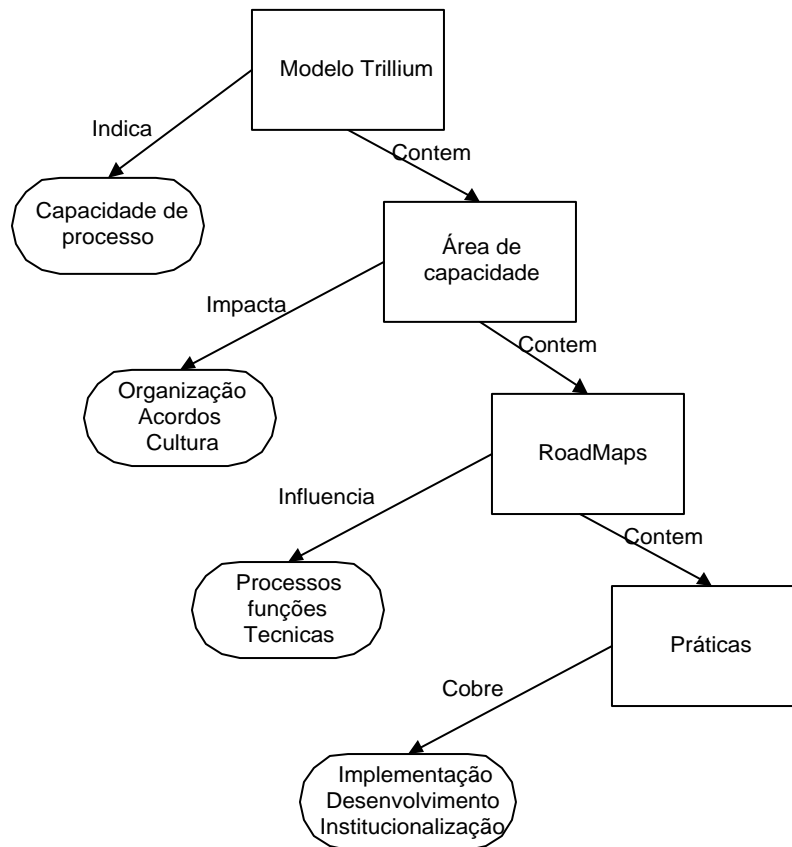 Modelo Trillium
Indica
Contem
Capacidade de
processo
Área de
capacidade
Impacta
Contem
Organização
Acordos
Cultura
RoadMaps
Influencia
Contem
Processos
funções
Tecnicas
Práticas
Cobre
Implementação
Desenvolvimento
Institucionalização